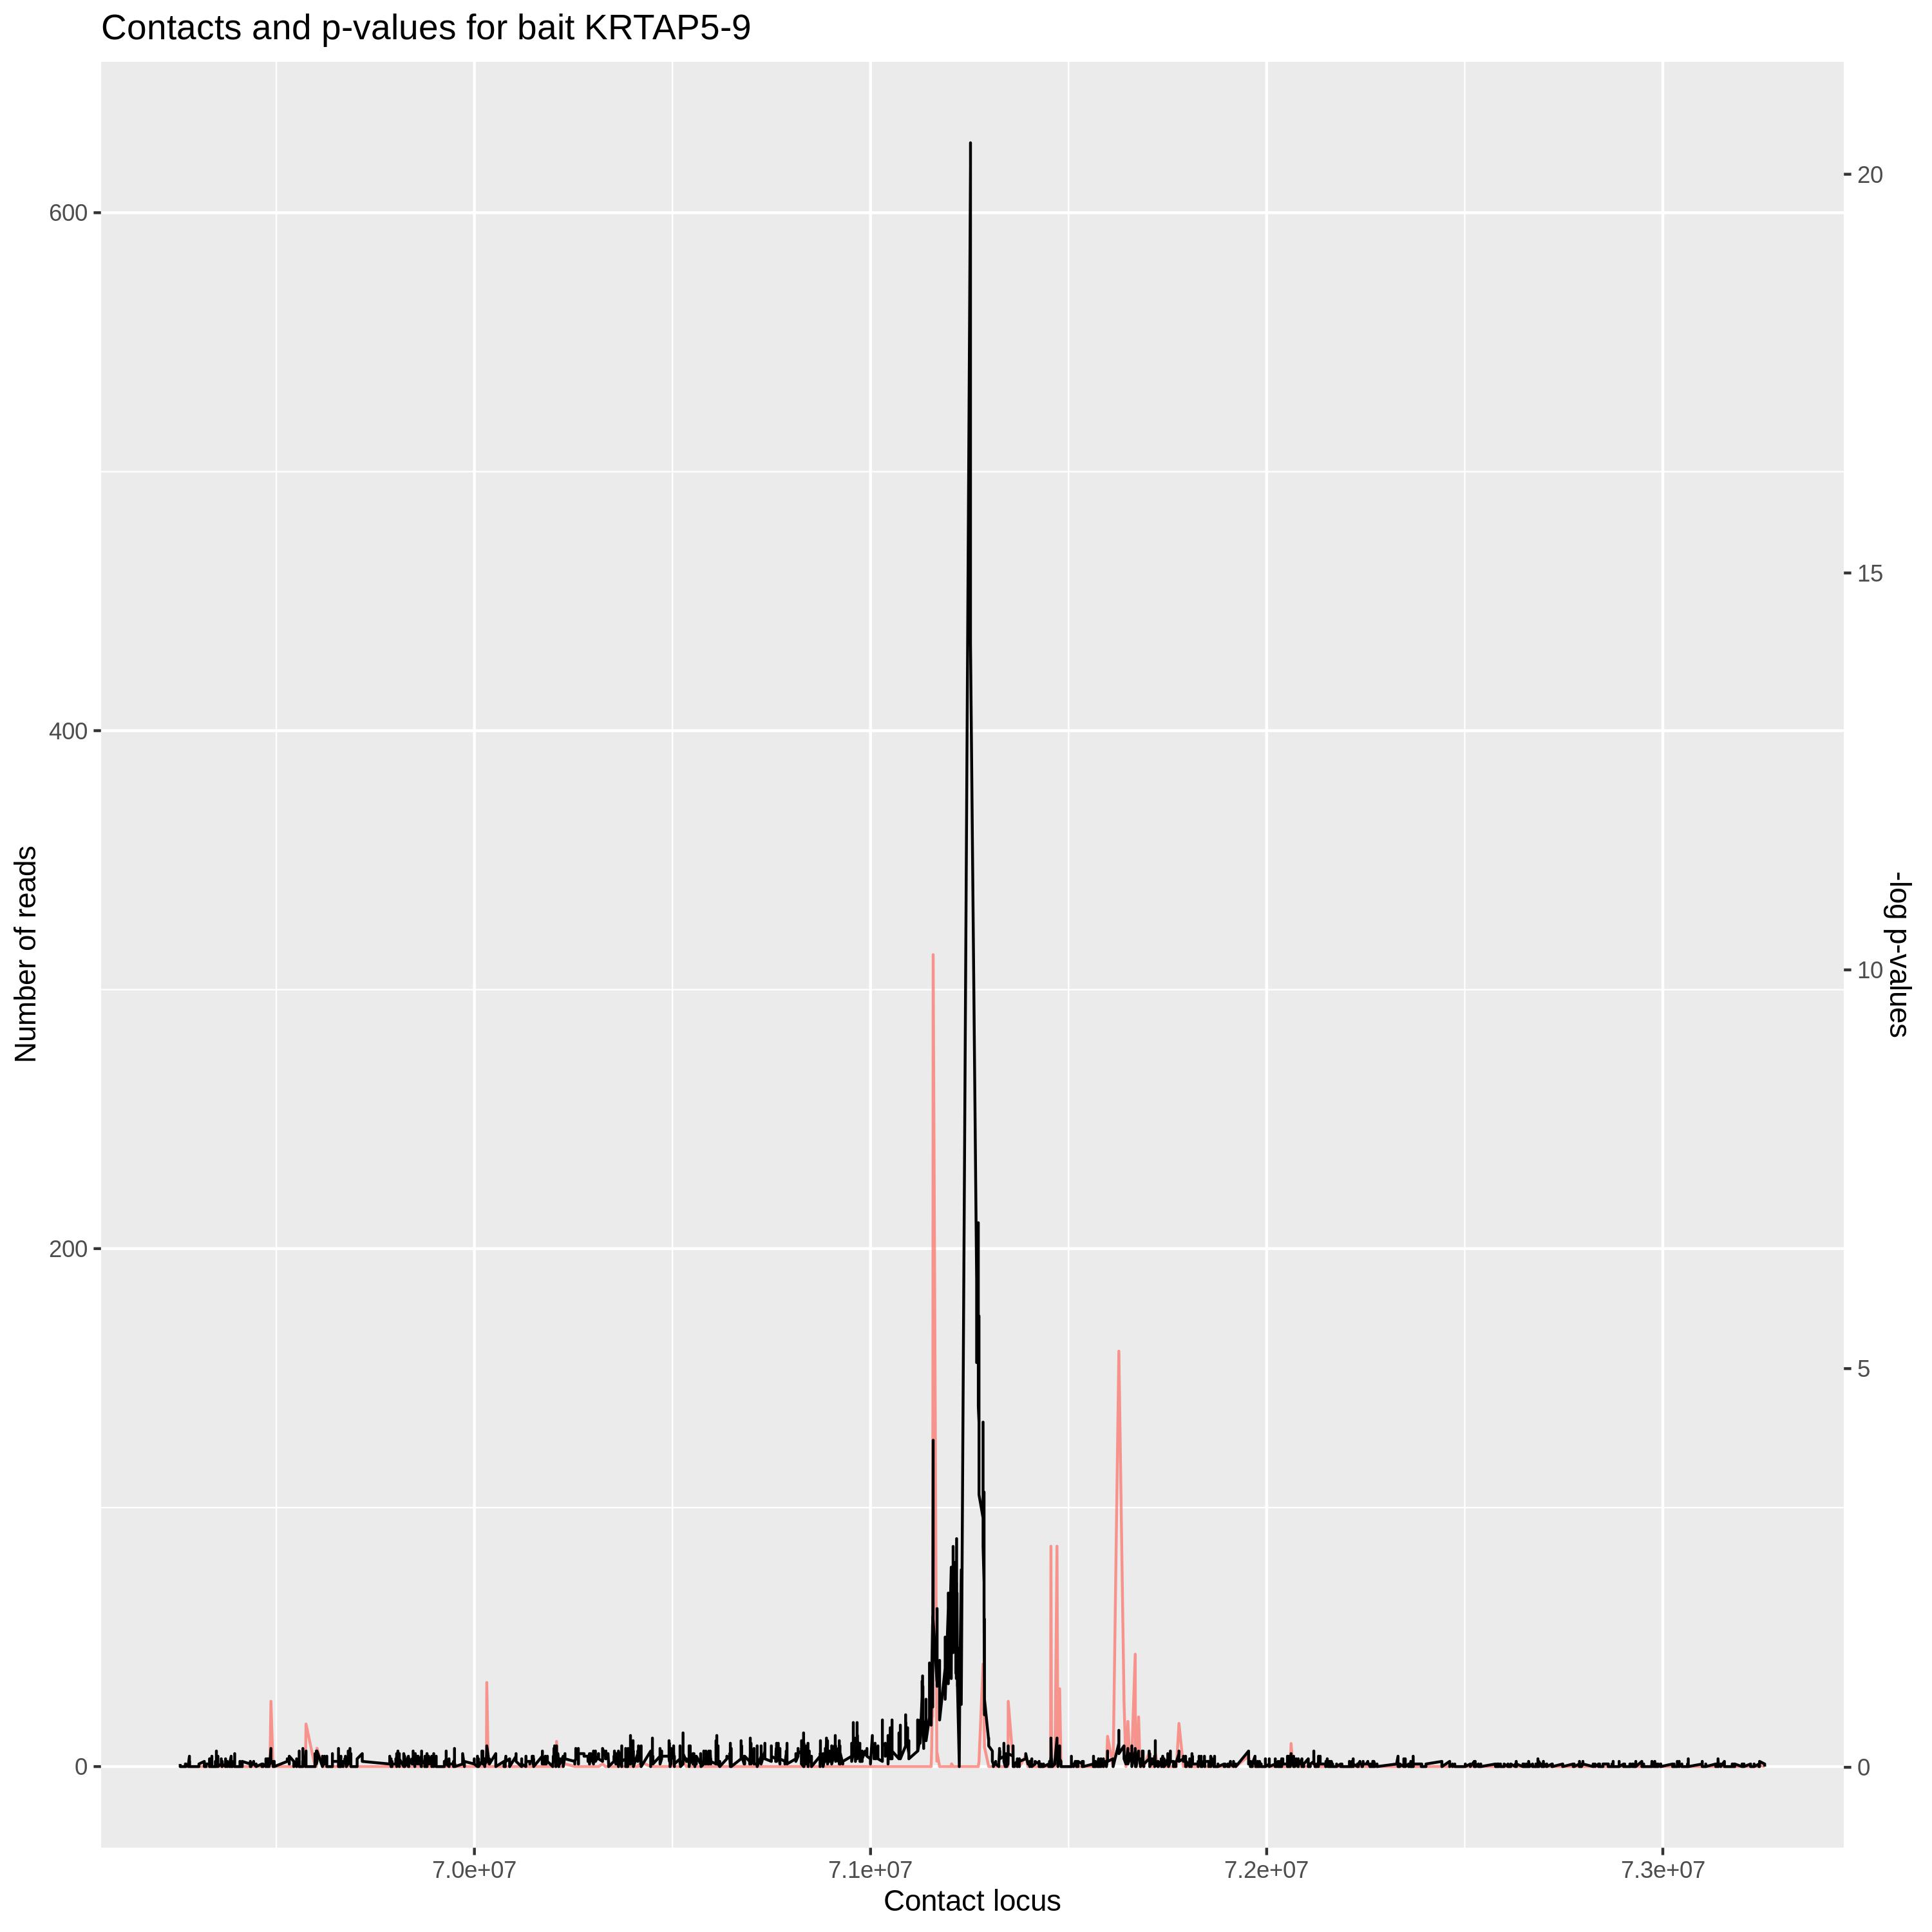 Contacts and p-values for bait KRTAP5-9
600
400
200
0
Number of reads
20
15
10
5
0
-log p-values
7.0e+07
7.1e+07
7.2e+07
7.3e+07
Contact locus